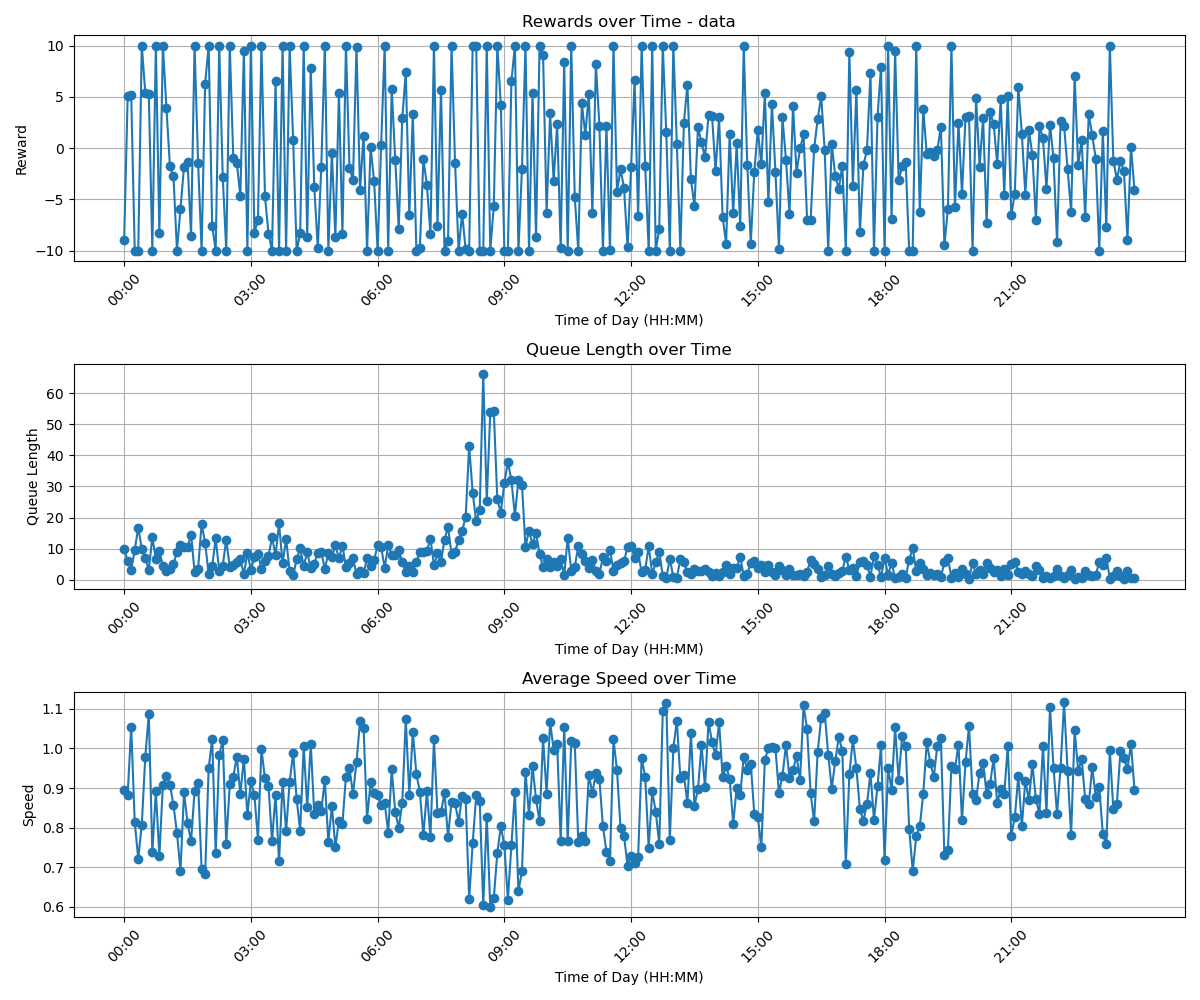 Rewards over Time - data
10
5
0
−5
−10
Reward
00:00 03:00 06:00 09:00 12:00 15:00 18:00 21:00
Time of Day (HH:MM)
Queue Length over Time
60
50
40
30
20
10
0
Queue Length
00:00 03:00 06:00 09:00 12:00 15:00 18:00 21:00
Time of Day (HH:MM)
Average Speed over Time
1.1
1.0
0.9
0.8
0.7
0.6
Speed
00:00 03:00 06:00 09:00 12:00 15:00 18:00 21:00
Time of Day (HH:MM)